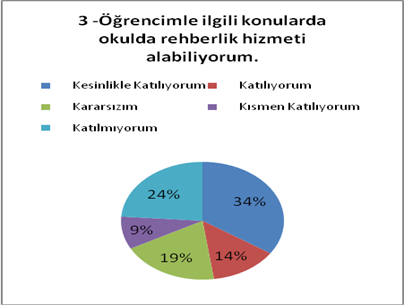 3 -Öğrencimle ilgili konularda
okulda rehberlik hizmeti
alabiliyorum.
Kesinlikle Katılıyorum
Katılıyorum
Kararsızım
Kısmen Katılıyorum
Katılmıyorum
34%
14%
19%
9%
24%